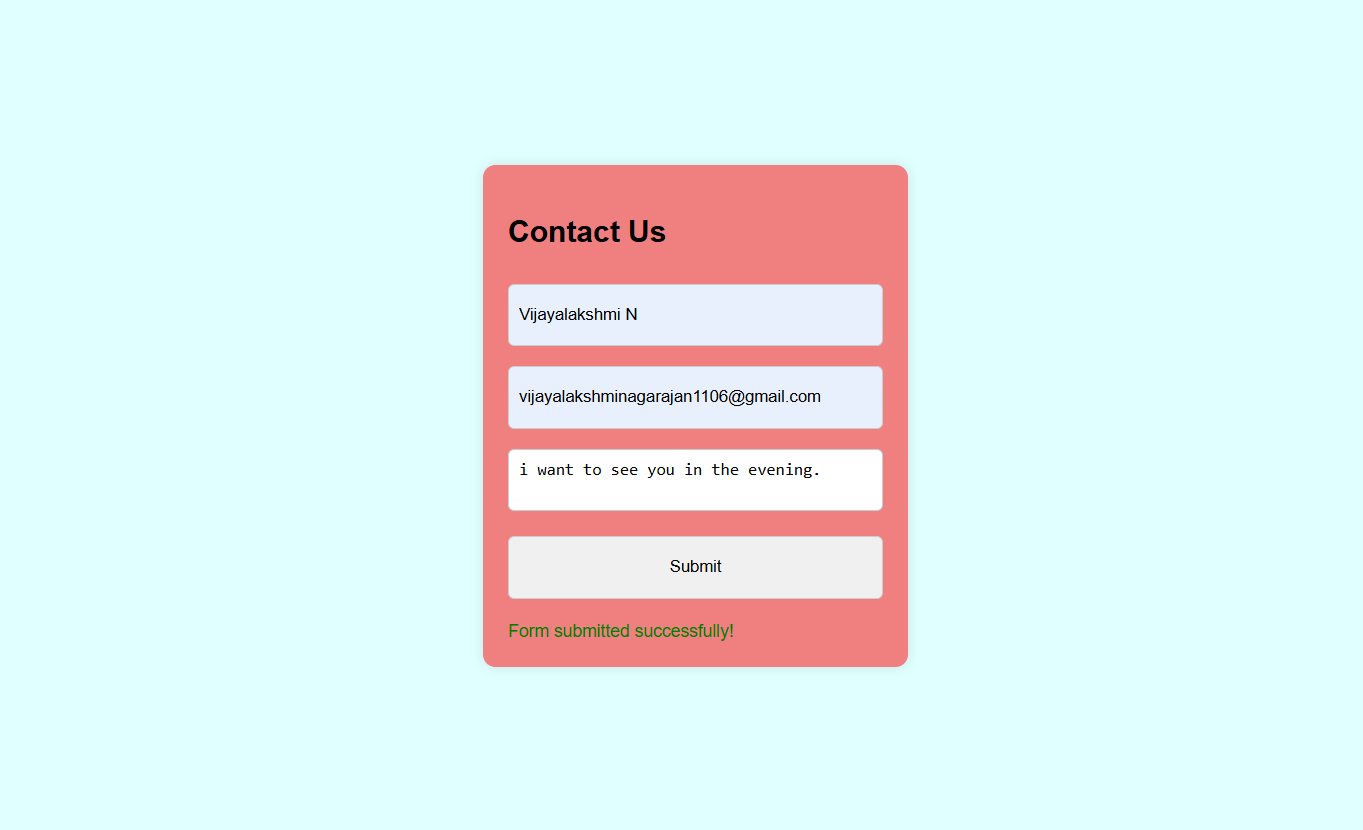 Contact Us
Vijayalakshmi N
vijayalakshminagarajan1106@gmail.com
i want to see you in the evening.
Submit
Form submitted successfully!